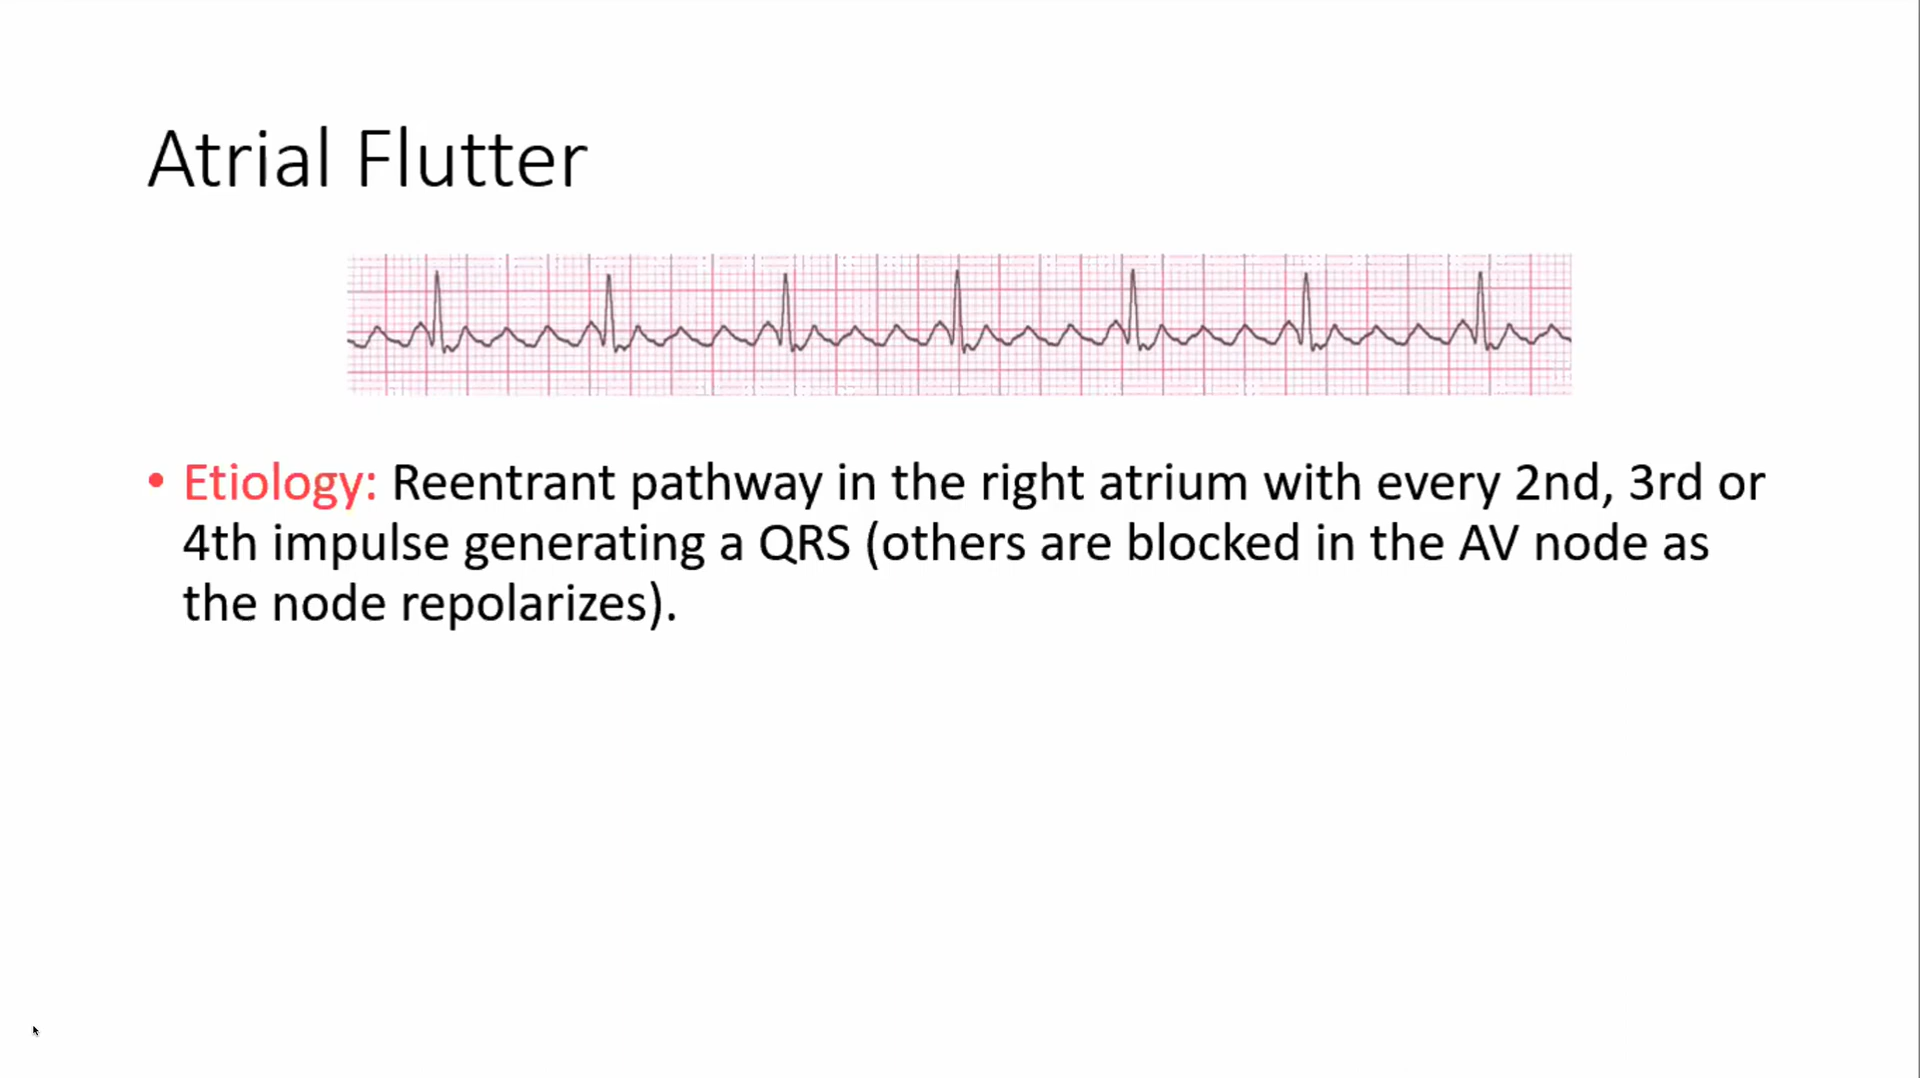 Atrial Flutter
• Etiology: Reentrant pathway in the right atrium with every 2nd, 3rd or
4th impulse generating a QRS (others are blocked in the AV node as
the node repolarizes).